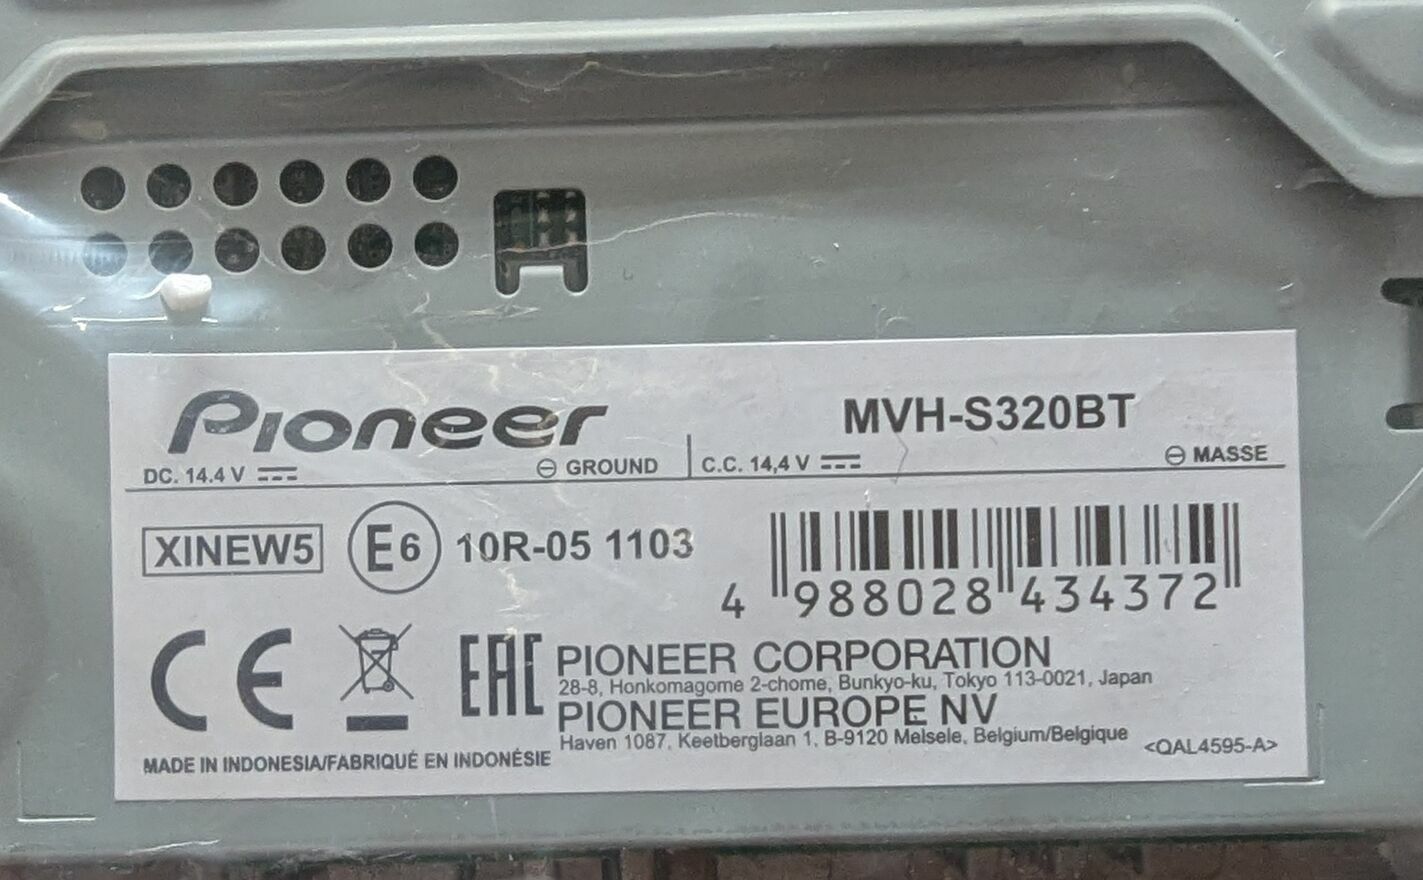 Pioneer
MVH-S320BT
DC. 14.4 V ⊖ GROUND
C.C. 14,4 V ⊖ MASSE
XINEW5
E6 10R-05 1103
4 988028 434372
CE EAC
PIONEER CORPORATION
28-8, Honkomagome 2-chome, Bunkyo-ku, Tokyo 113-0021, Japan
PIONEER EUROPE NV
Haven 1087, Keetberglaan 1, B-9120 Melsele, Belgium/Belgique
<QAL4595-A>
MADE IN INDONESIA/FABRIQUÉ EN INDONÉSIE